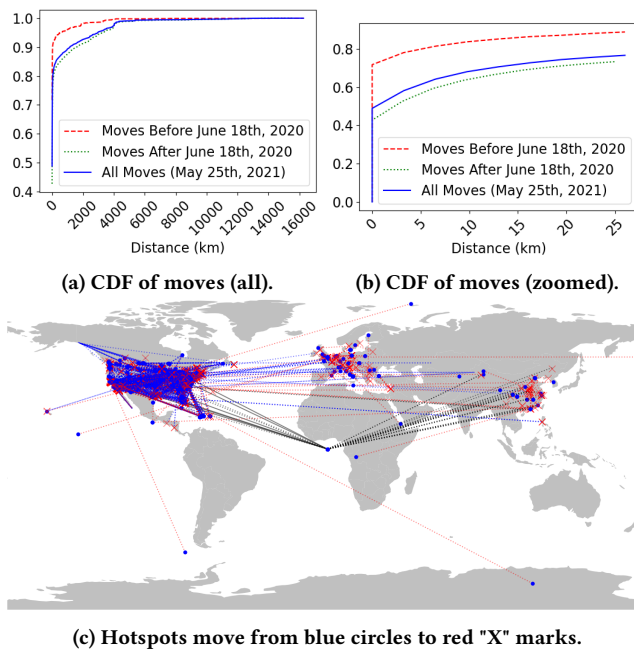 1.0
0.9
0.8
0.7
0.6
0.5
0.4
Moves Before June 18th, 2020
Moves After June 18th, 2020
All Moves (May 25th, 2021)
0 2000 4000 6000 8000 10000 12000 14000 16000
Distance (km)
(a) CDF of moves (all).
0.8
0.6
0.4
0.2
0.0
Moves Before June 18th, 2020
Moves After June 18th, 2020
All Moves (May 25th, 2021)
0 5 10 15 20 25
Distance (km)
(b) CDF of moves (zoomed).
(c) Hotspots move from blue circles to red "X" marks.